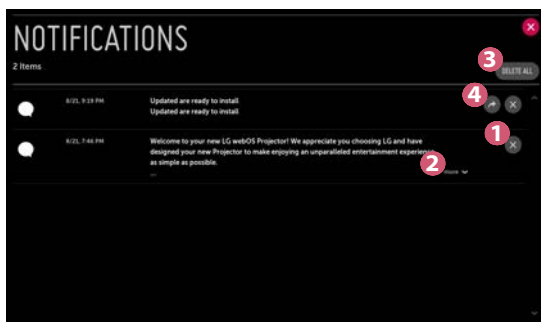 NOTIFICATIONS
2 Items
3
DELETE ALL
4
8/21, 9:19 PM
Updated are ready to install
Updated are ready to install
1
8/21, 7:46 PM
Welcome to your new LG webOS Projector! We appreciate you choosing LG and have
designed your new Projector to make enjoying an unparalleled entertainment experience
as simple as possible.
...
2
more